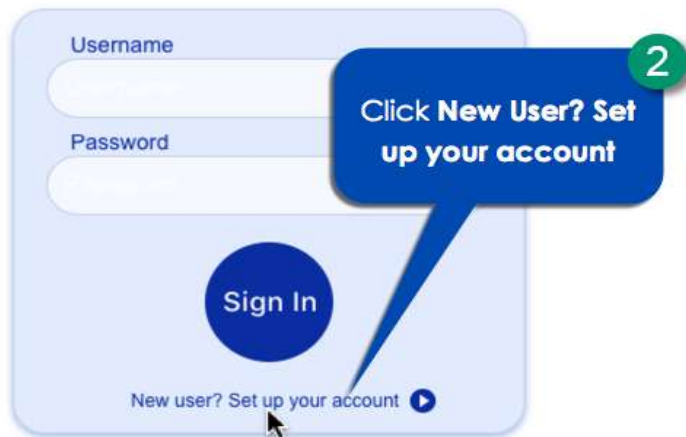 Username
2
Click New User? Set
up your account
Password
Sign In
New user? Set up your account